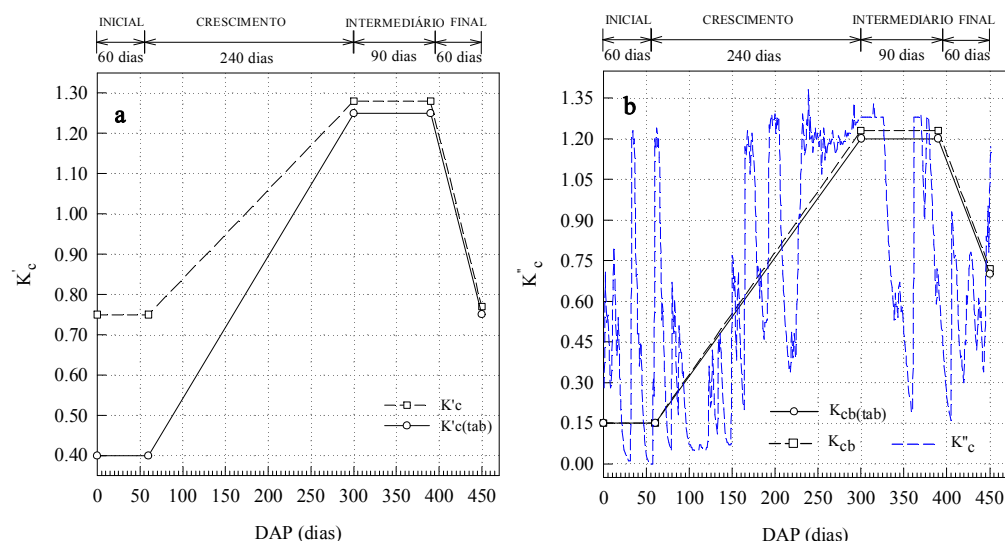 INICIAL CRESCIMENTO INTERMEDIÁRIO FINAL
60 dias 240 dias 90 dias 60 dias
a
1.30
1.20
1.10
1.00
0.90
0.80
0.70
0.60
0.50
0.40
K'c
K'c
K'c(tab)
0 50 100 150 200 250 300 350 400 450
DAP (dias)
INICIAL CRESCIMENTO INTERMEDIÁRIO FINAL
60 dias 240 dias 90 dias 60 dias
b
1.35
1.20
1.05
0.90
0.75
0.60
0.45
0.30
0.15
0.00
K"c
Kcb(tab)
Kcb K"c
0 50 100 150 200 250 300 350 400 450
DAP (dias)